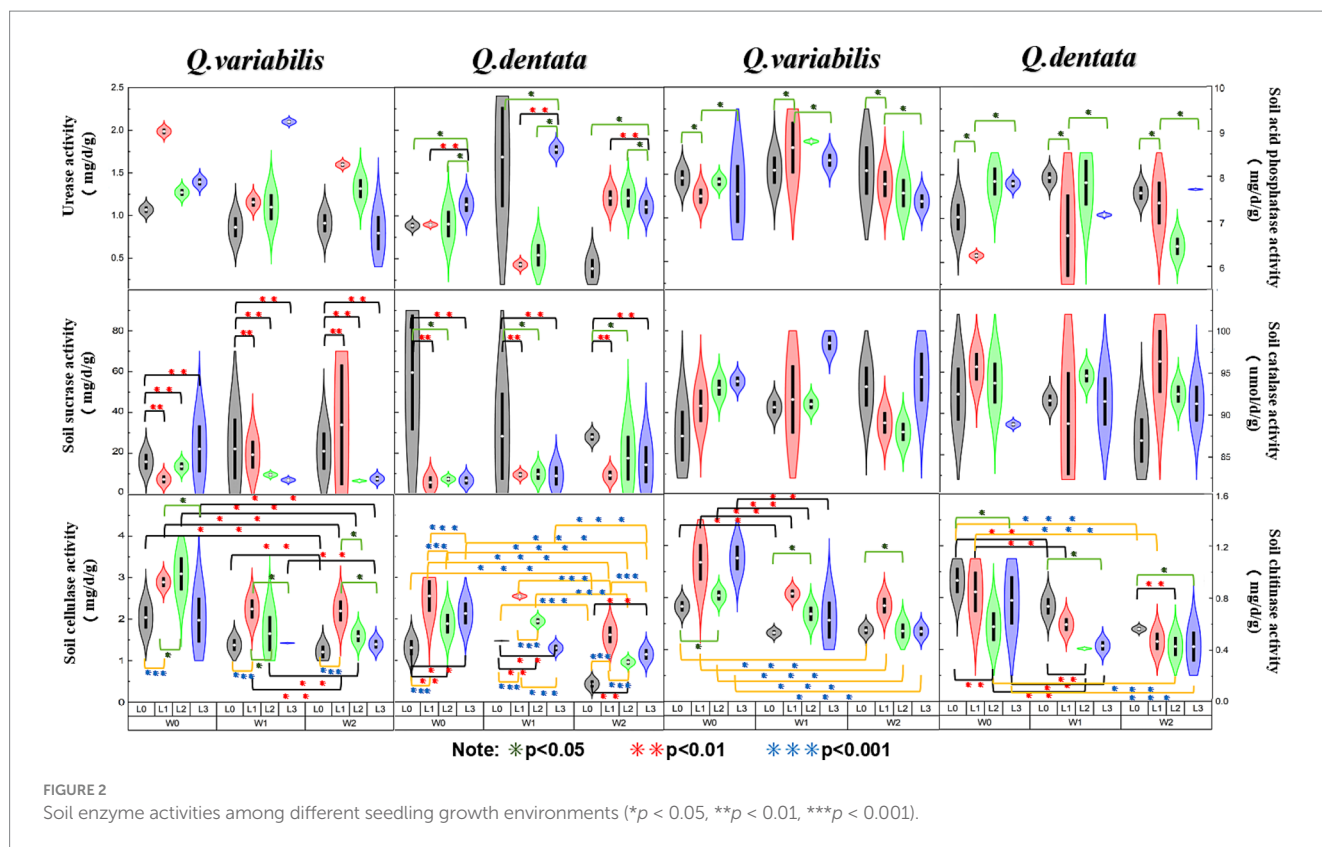 Q.variabilis Q.dentata Q.variabilis Q.dentata
Urease activity
( mg/d/g)
2.5
2.0
1.5
1.0
0.5
Soil acid phosphatase activity
( mg/d/g)
10
9
8
7
6
Soil sucrase activity
( mg/d/g)
80
60
40
20
0
Soil catalase activity
( umol/d/g)
100
95
90
85
Soil cellulase activity
(mg/d/g)
4
3
2
1
0
Soil chitinase activity
( mg/d/g)
1.6
1.2
0.8
0.4
0.0
L0 L1 L2 L3 L0 L1 L2 L3 L0 L1 L2 L3 L0 L1 L2 L3 L0 L1 L2 L3 L0 L1 L2 L3 L0 L1 L2 L3 L0 L1 L2 L3 L0 L1 L2 L3 L0 L1 L2 L3 L0 L1 L2 L3 L0 L1 L2 L3
W0 W1 W2 W0 W1 W2 W0 W1 W2 W0 W1 W2
Note: *p<0.05 **p<0.01 ***p<0.001
FIGURE 2
Soil enzyme activities among different seedling growth environments (*p < 0.05, **p < 0.01, ***p < 0.001).